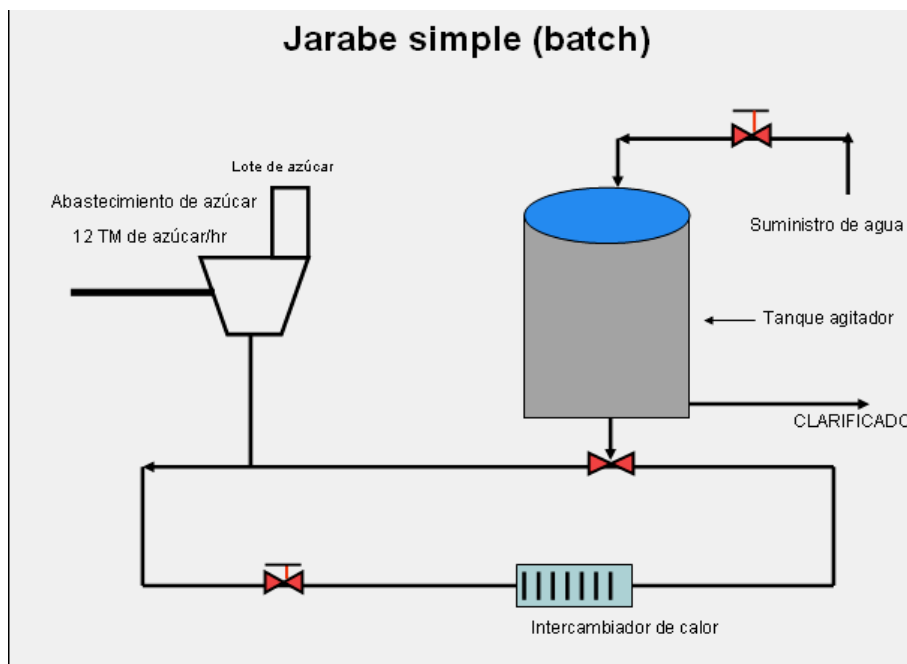 Jarabe simple (batch)
Lote de azúcar
Abastecimiento de azúcar
12 TM de azúcar/hr
Suministro de agua
Tanque agitador
CLARIFICADO
Intercambiador de calor